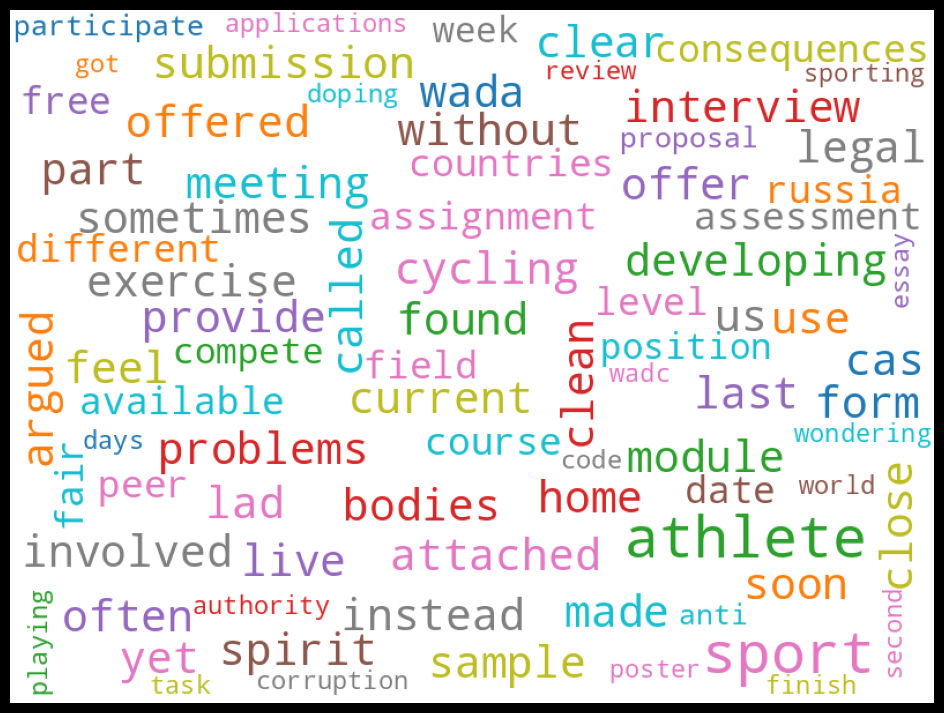 participate applications week clear consequences
got submission doping wada review sporting
free offered without interview proposal legal
part meeting countries offer russia
sometimes called assignment assessment
different exercise cycling developing essay
argued provide found level us use
feel compete field clean position wadc cas
available current last form
fair days problems course code module wondering
peer lad bodies home date world close
involved live attached athlete
soon
playing often authority instead made anti second
yet spirit sample poster sport
task corruption finish